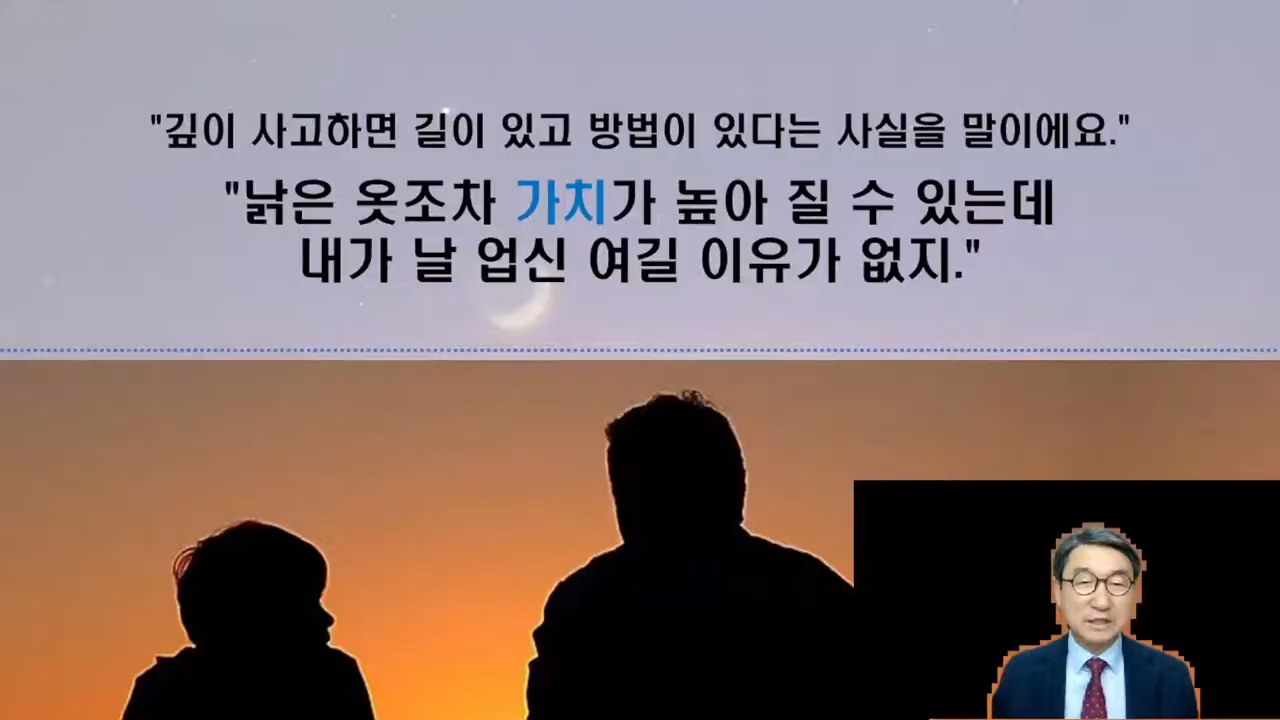 "깊이 사고하면 길이 있고 방법이 있다는 사실을 말이에요."
"낡은 옷조차 가치가 높아 질 수 있는데
내가 날 업신 여길 이유가 없지."